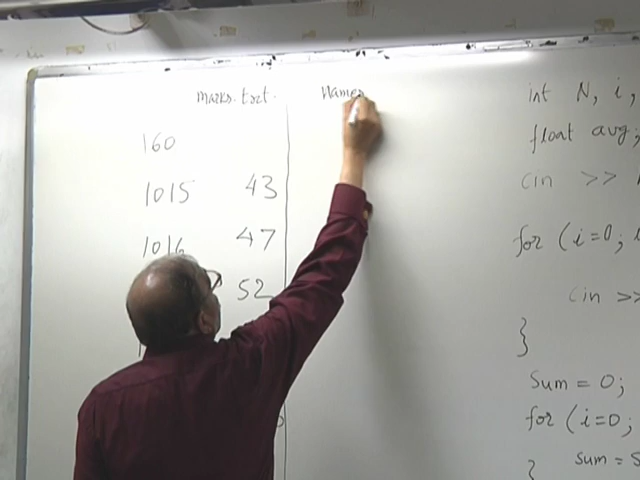 marks.txt.
160
1015 43
1016 47
52
Names
int N, i,
float avg;
cin >>
for (i=0;
cin >>
}
Sum = 0;
for (i=0;
sum = S
}